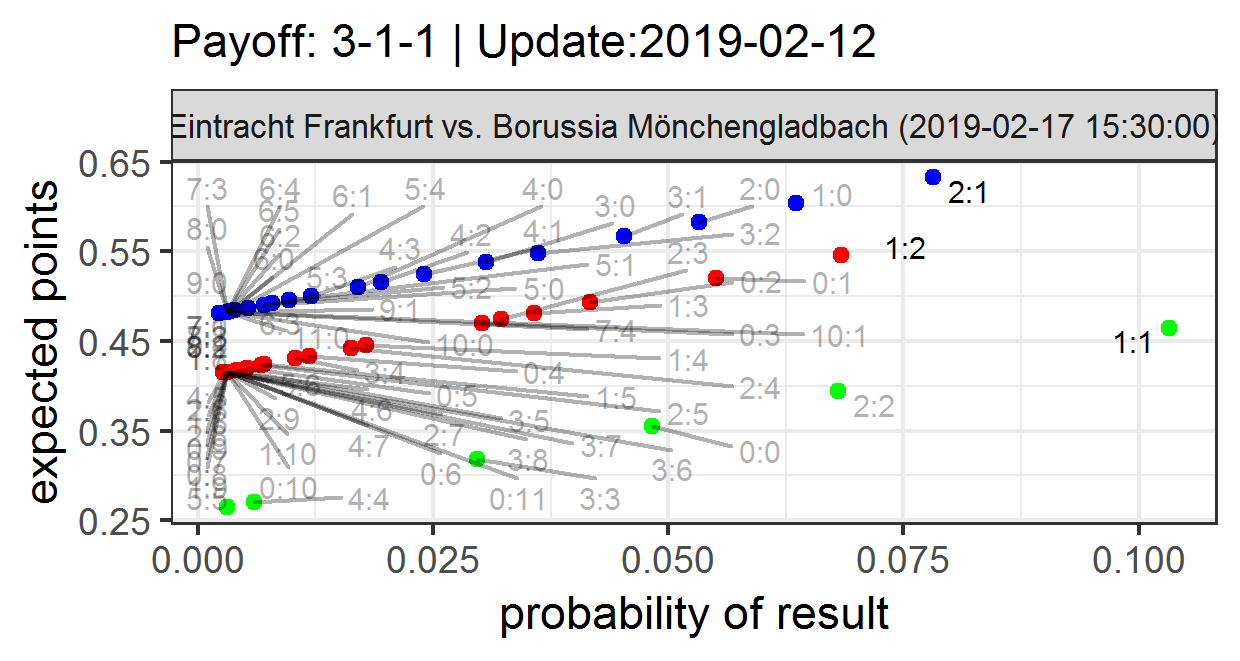 Payoff: 3-1-1 | Update:2019-02-12
Eintracht Frankfurt vs. Borussia Mönchengladbach (2019-02-17 15:30:00)
expected points
0.65
0.55
0.45
0.35
0.25
7:3 6:4 6:1 5:4 4:0 3:1 2:0 1:0 2:1
6:5 3:0
8:0 6:2 4:3 4:2 4:1 3:2 1:2
6:0 5:3 5:1 2:3
9:0 5:2 5:0 0:2 0:1
9:1 1:3
6:3 7:4 0:3 10:1 1:1
11:0 10:0 1:4
3:4 0:4 2:4
0:5 1:5 2:5 2:2
2:9 4:6 3:5
1:10 4:7 2:7 3:7 0:0
0:6 3:8 3:6
0:10 4:4 0:11 3:3
0.000 0.025 0.050 0.075 0.100
probability of result